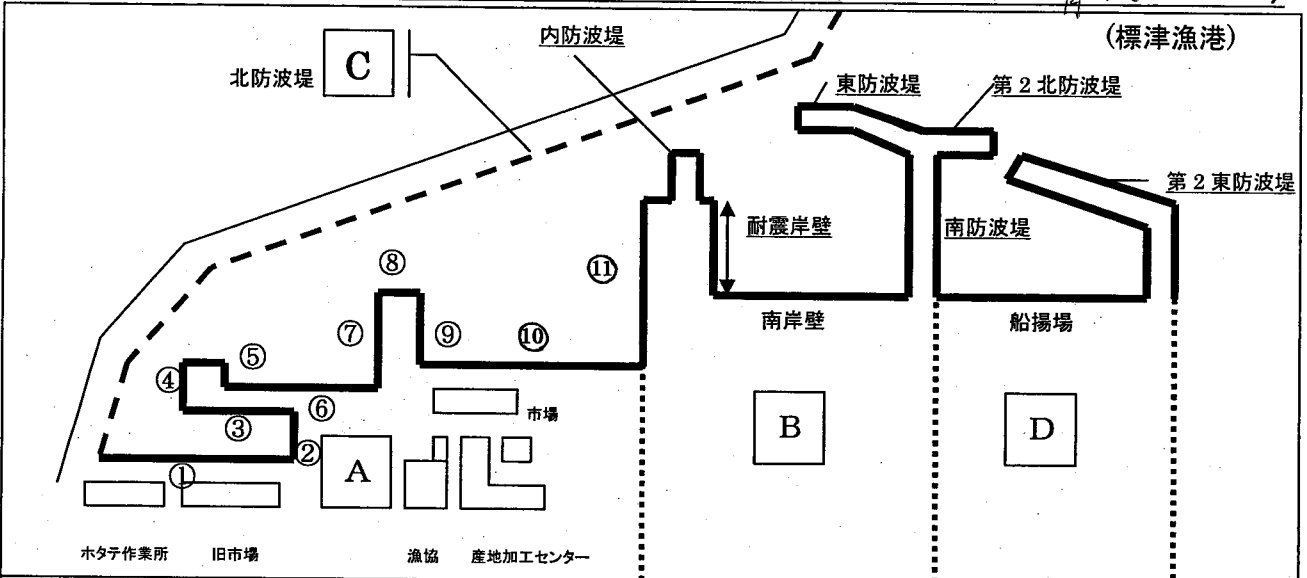 (標津漁港)
北防波堤
C
内防波堤
東防波堤
第2北防波堤
第2東防波堤
耐震岸壁
南防波堤
南岸壁
船揚場
⑧
⑪
⑦
⑨
⑩
⑤
④
⑥
③
②
①
市場
A
B
D
ホタテ作業所
旧市場
漁協
産地加工センター